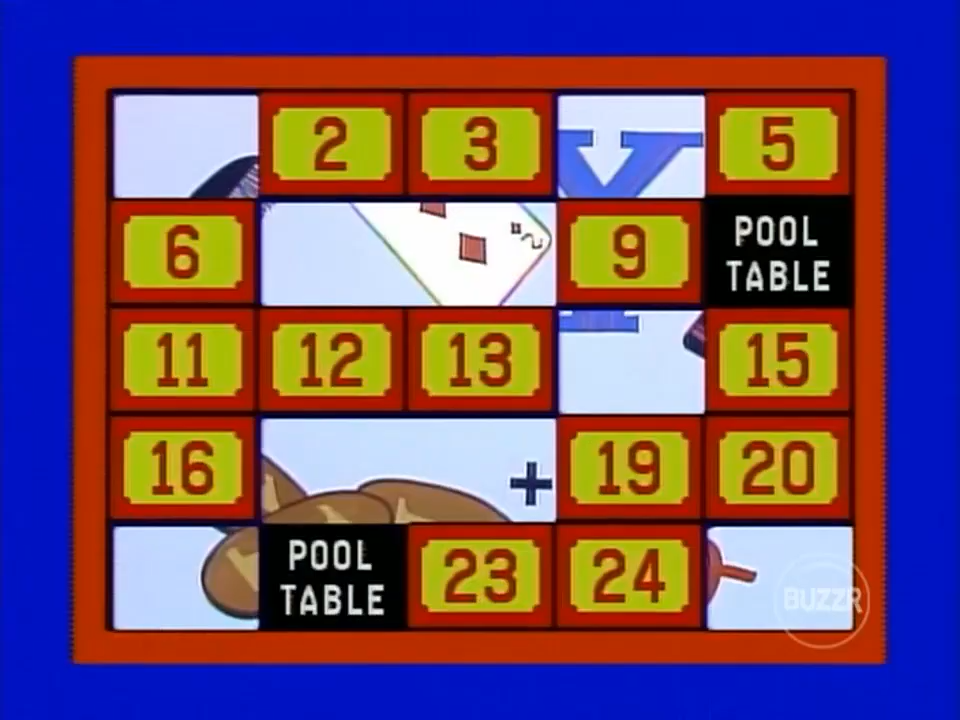 2 3 Y 5
6 2 9 POOL
TABLE
11 12 13 15
16 + 19 20
POOL
TABLE 23 24 BUZZR